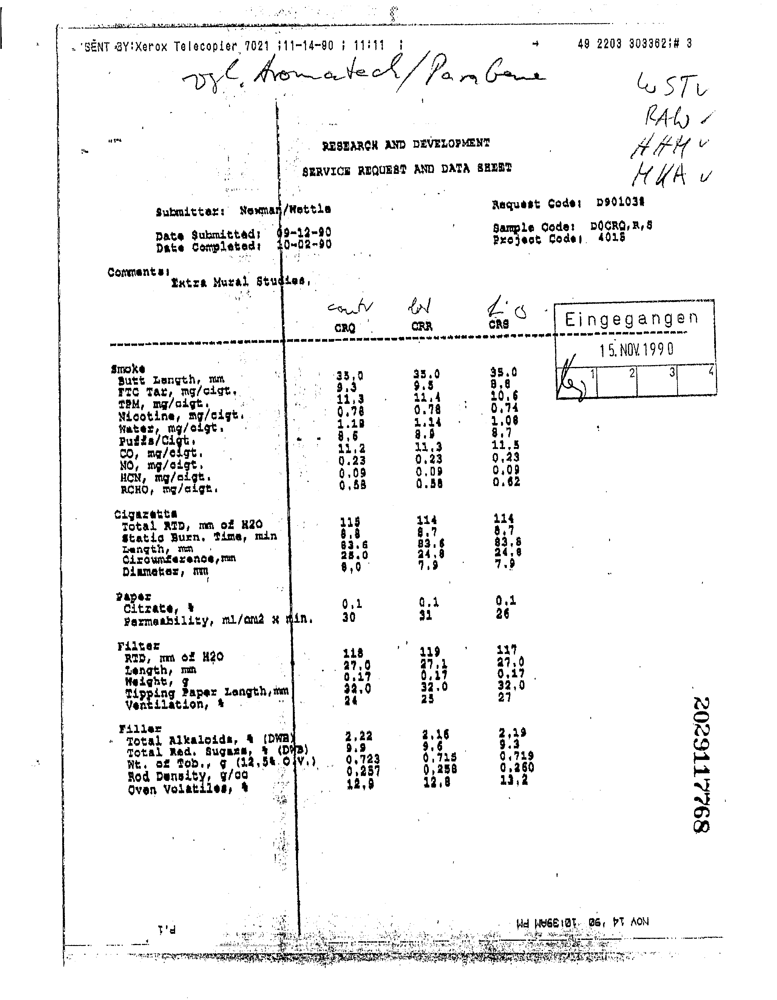 SENT BY:Xerox Telecopier 7021 ;11-14-90 ; 11:11 ; → 49 2203 303362;# 3
vgl. Aromatech/
RAW ✓
HHM ✓
MKA ✓
RESEARCH AND DEVELOPMENT
SERVICE REQUEST AND DATA SHEET
Submitter: Newman/Wettle
Request Code: D901038
Date Submitted: 09-12-90
Sample Code: DOCRQ,R,S
Date Completed: 10-02-90
Project Code: 4015
Comments:
Extra Mural Studies.
contr
CRQ CRR CRS
Eingegangen
15. NOV. 1990
1 2 3 4
Smoke
Butt Length, mm 35.0 35.0 35.0
FTC Tar, mg/cigt. 9.3 9.5 8.8
TPM, mg/cigt. 11.3 11.4 10.6
Nicotine, mg/cigt. 0.78 0.78 0.74
Water, mg/cigt. 1.19 1.14 1.08
Puffs/Cigt. 8.6 8.9 8.7
CO, mg/cigt. 11.2 11.3 11.5
NO, mg/cigt. 0.23 0.23 0.23
HCN, mg/cigt. 0.09 0.09 0.09
RCHO, mg/cigt. 0.58 0.58 0.62
Cigarette
Total RTD, mm of H2O 115 114 114
Static Burn. Time, min 8.8 8.7 8.7
Length, mm 83.6 83.6 83.8
Circumference,mm 25.0 24.8 24.8
Diameter, mm 8.0 7.9 7.9
Paper
Citrate, % 0.1 0.1 0.1
Permeability, ml/cm2 x min. 30 31 26
Filter
RTD, mm of H2O 118 119 117
Length, mm 27.0 27.1 27.0
Weight, g 0.17 0.17 0.17
Tipping Paper Length,mm 32.0 32.0 32.0
Ventilation, % 24 25 27
Filler
Total Alkaloids, % (DWB) 2.22 2.16 2.19
Total Red. Sugars, % (DWB) 9.9 9.6 9.3
Wt. of Tob., g (12.5% O.V.) 0.723 0.715 0.719
Rod Density, g/cc 0.257 0.258 0.260
Oven Volatiles, % 12.9 12.8 13.2
2029117768
P.1
NOV 14 '90 10:39AM PM